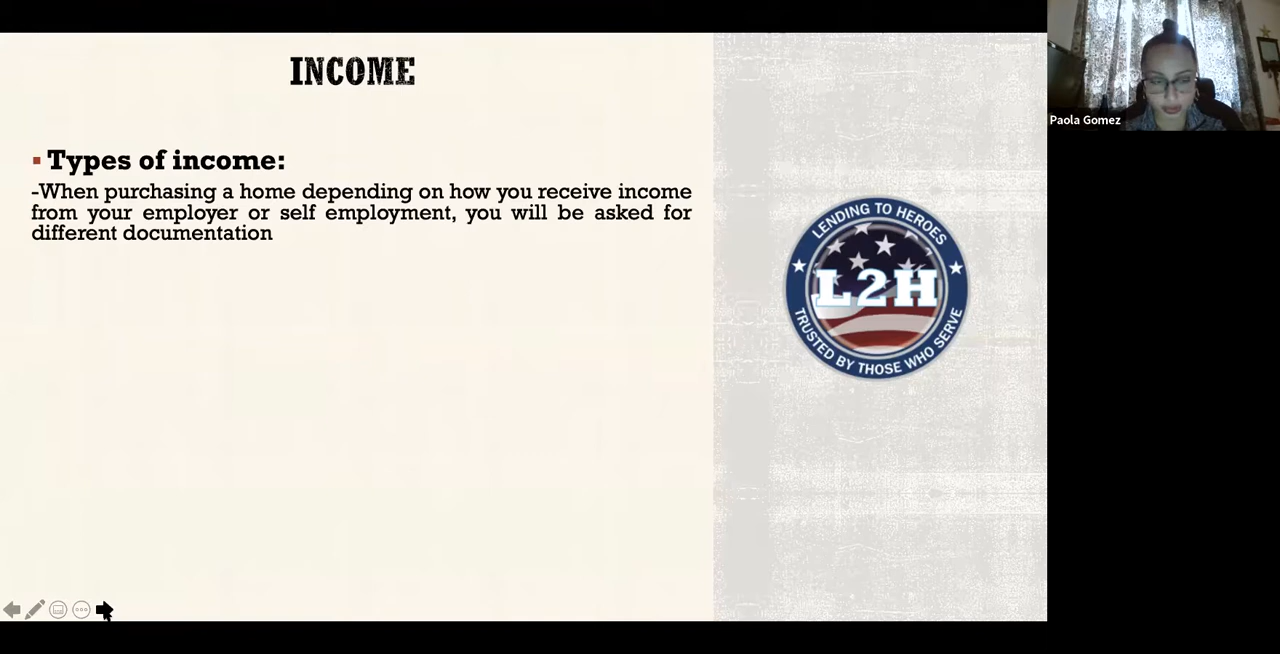 INCOME
Types of income:
-When purchasing a home depending on how you receive income
from your employer or self employment, you will be asked for
different documentation
LENDING TO HEROES
L2H
TRUSTED BY THOSE WHO SERVE
Paola Gomez